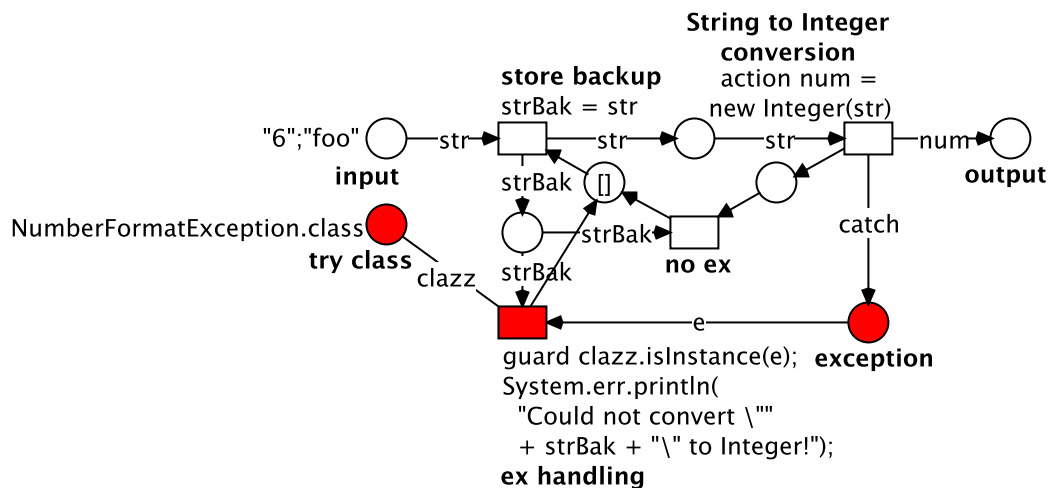 String to Integer
conversion
action num =
new Integer(str)
store backup
strBak = str
"6";"foo"
str
str
str
num
input
output
strBak
[]
NumberFormatException.class
try class
strBak
no ex
catch
clazz
strBak
e
guard clazz.isInstance(e);
exception
System.err.println(
"Could not convert \""
+ strBak + "\" to Integer!");
ex handling